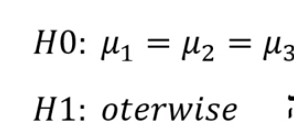 H0: μ₁ = μ₂ = μ₃
H1: oterwise